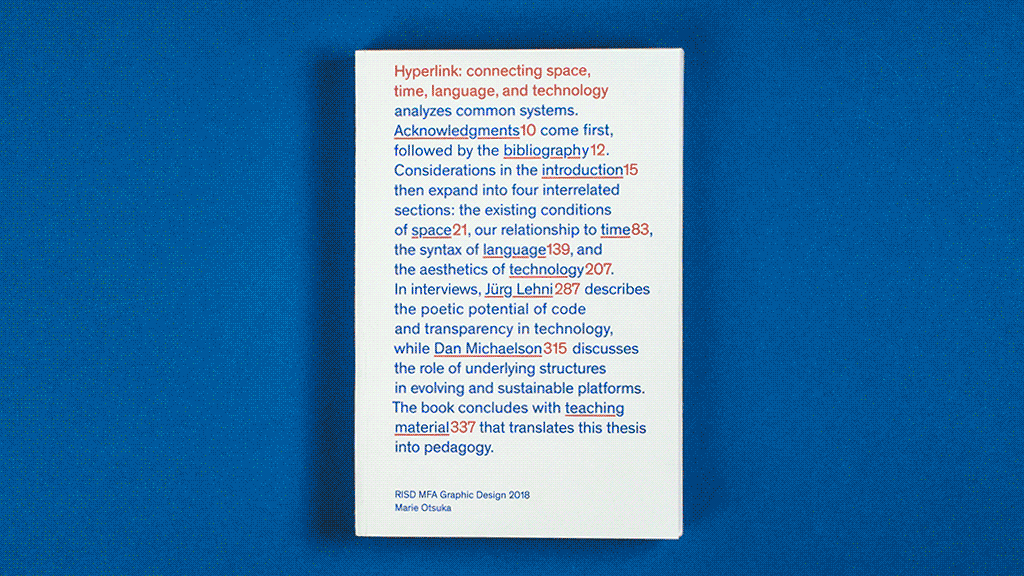 Hyperlink: connecting space,
time, language, and technology
analyzes common systems.
Acknowledgments10 come first,
followed by the bibliography12.
Considerations in the introduction15
then expand into four interrelated
sections: the existing conditions
of space21, our relationship to time83,
the syntax of language139, and
the aesthetics of technology207.
In interviews, Jürg Lehni287 describes
the poetic potential of code
and transparency in technology,
while Dan Michaelson315 discusses
the role of underlying structures
in evolving and sustainable platforms.
The book concludes with teaching
material337 that translates this thesis
into pedagogy.
RISD MFA Graphic Design 2018
Marie Otsuka